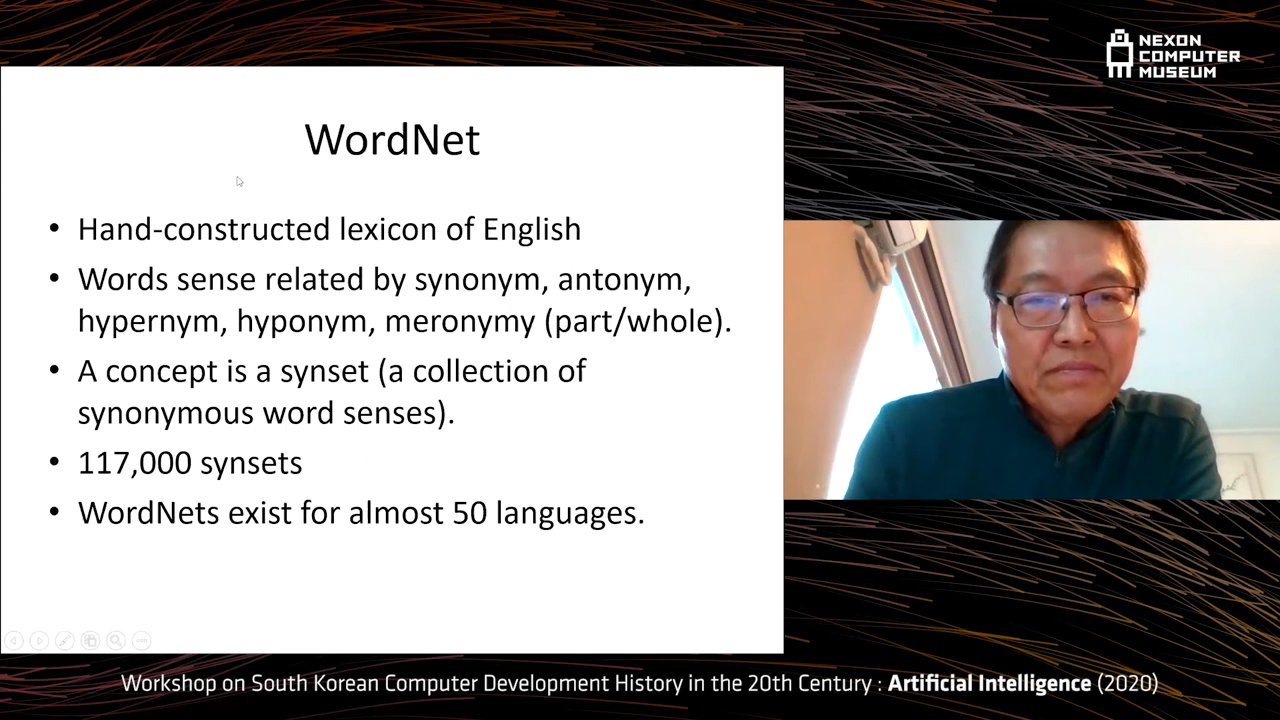 NEXON
COMPUTER
MUSEUM
WordNet
• Hand-constructed lexicon of English
• Words sense related by synonym, antonym,
hypernym, hyponym, meronymy (part/whole).
• A concept is a synset (a collection of
synonymous word senses).
• 117,000 synsets
• WordNets exist for almost 50 languages.
Workshop on South Korean Computer Development History in the 20th Century : Artificial Intelligence (2020)